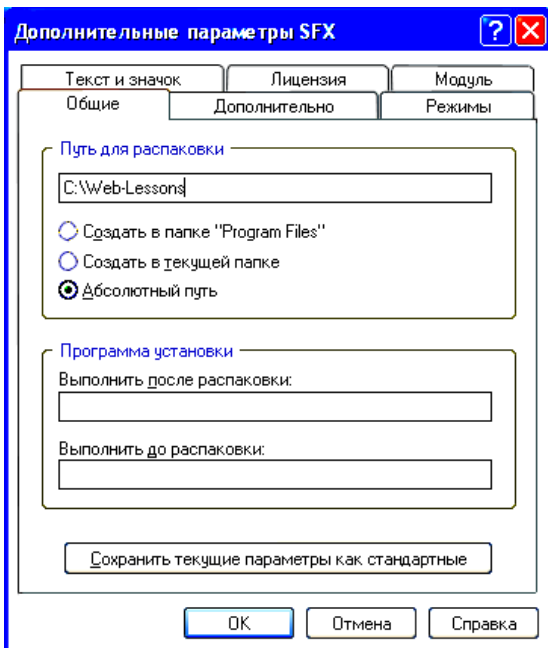 Дополнительные параметры SFX
Текст и значок Лицензия Модуль
Общие Дополнительно Режимы
Путь для распаковки
C:\Web-Lessons
Создать в папке "Program Files"
Создать в текущей папке
Абсолютный путь
Программа установки
Выполнить после распаковки:
Выполнить до распаковки:
Сохранить текущие параметры как стандартные
OK Отмена Справка